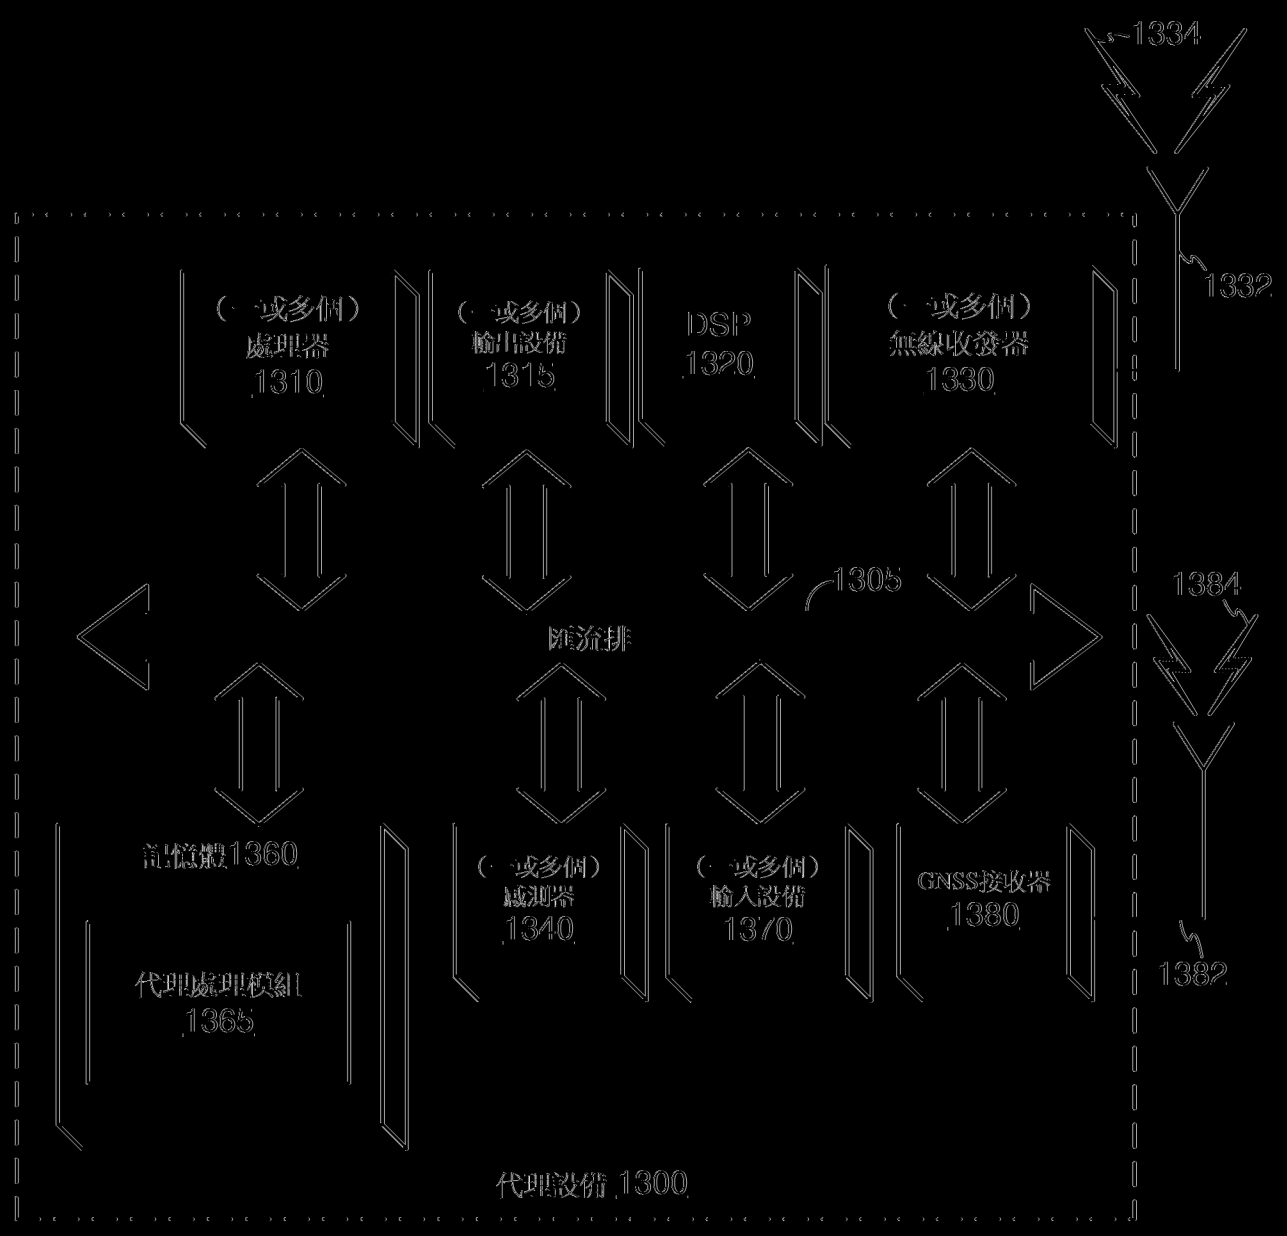 1334
1332
（一或多個）
處理器
1310
（一或多個）
輸出設備
1315
DSP
1320
（一或多個）
無線收發器
1330
1305
匯流排
1384
記憶體1360
代理處理模組
1365
（一或多個）
感測器
1340
（一或多個）
輸入設備
1370
GNSS接收器
1380
1382
代理設備 1300